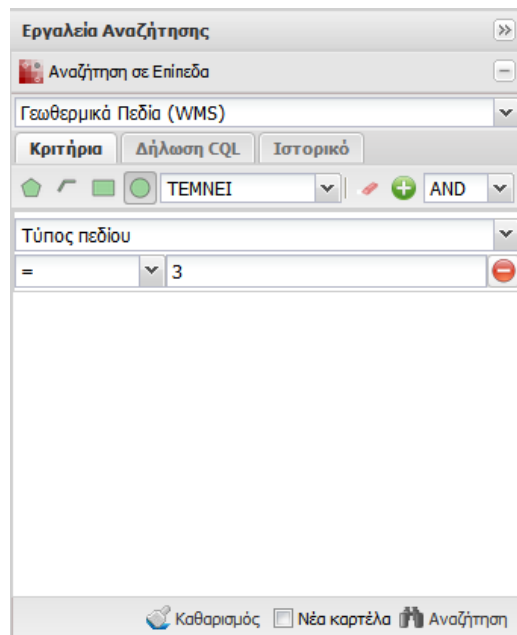 Εργαλεία Αναζήτησης
Αναζήτηση σε Επίπεδα
Γεωθερμικά Πεδία (WMS)
Κριτήρια Δήλωση CQL Ιστορικό
ΤΕΜΝΕΙ AND
Τύπος πεδίου
= 3
Καθαρισμός Νέα καρτέλα Αναζήτηση